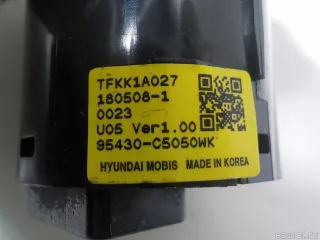 TFKK1A027
180508-1
0023
U05 Ver1.00
95430-C5050WK
HYUNDAI MOBIS MADE IN KOREA